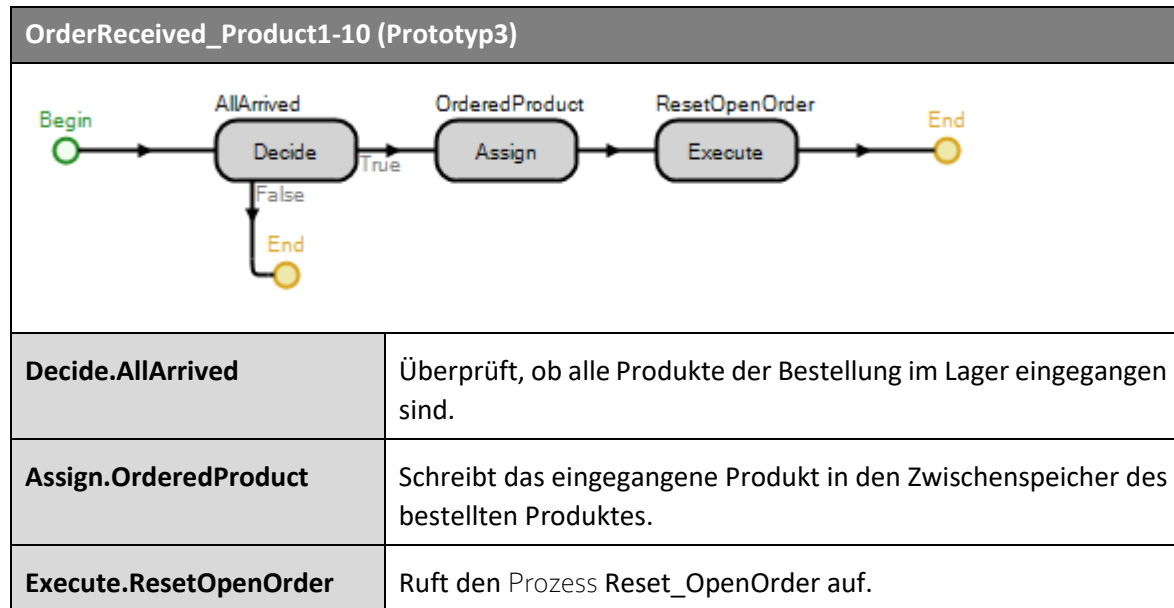 OrderReceived_Product1-10 (Prototyp3)
Begin
AllArrived
OrderedProduct
ResetOpenOrder
End
Decide
True
Assign
Execute
False
End
Decide.AllArrived
Überprüft, ob alle Produkte der Bestellung im Lager eingegangen
sind.
Assign.OrderedProduct
Schreibt das eingegangene Produkt in den Zwischenspeicher des
bestellten Produktes.
Execute.ResetOpenOrder
Ruft den Prozess Reset_OpenOrder auf.